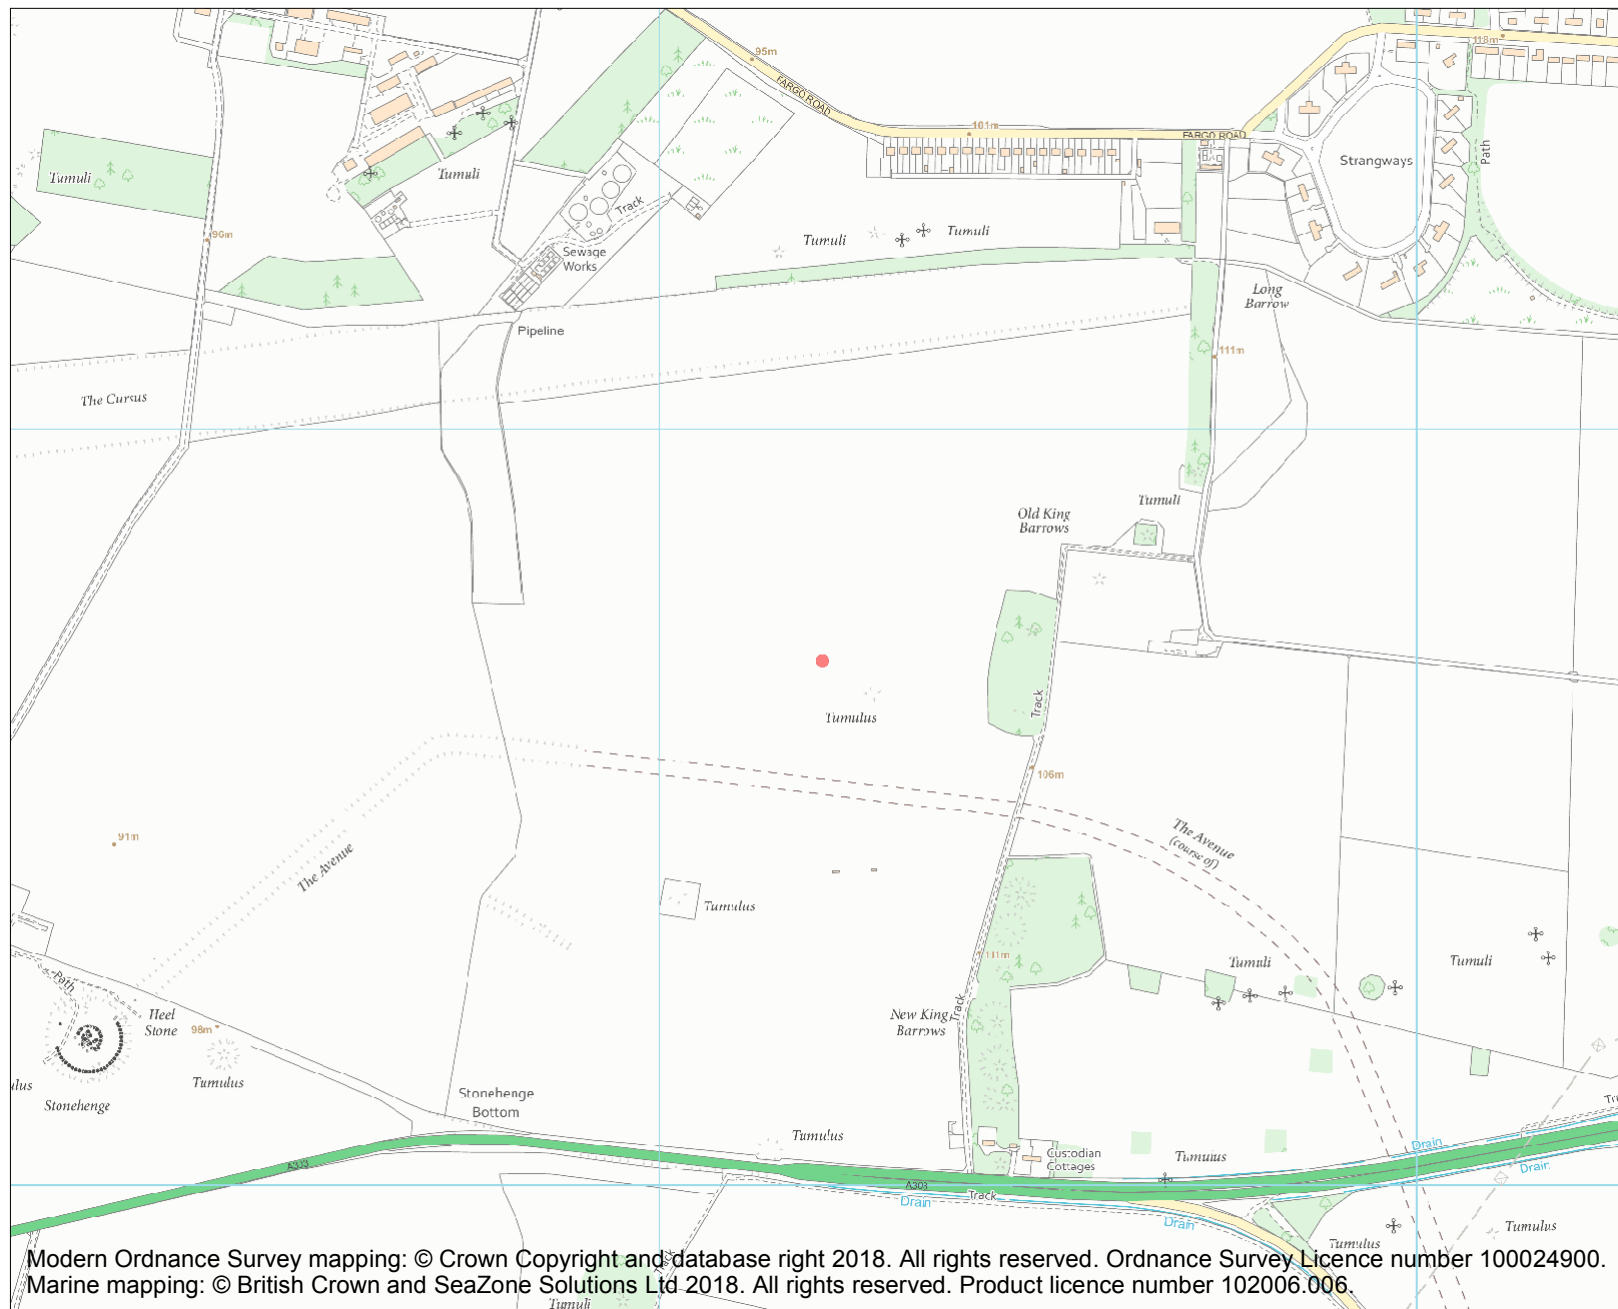 95m
FARGO ROAD
118m
101m
FARGO ROAD
Strangways
Path
Tumuli
Tumuli
Track
96m
Tumuli
Tumuli
Sewage
Works
Long
Barrow
Pipeline
111m
The Cursus
Tumuli
Old King
Barrows
Track
Tumulus
106m
The Avenue
(course of)
91m
The Avenue
Tumulus
111m
Tumuli
Tumuli
Path
Heel
Stone
98m
New King
Barrows
Track
Tumulus
ulus
Stonehenge
Stonehenge
Bottom
Tumulus
Custodian
Cottages
Tumulus
Drain
Drain
A303
A303
Track
Drain
Drain
Tumulus
Tumulus
Track
Modern Ordnance Survey mapping: © Crown Copyright and database right 2018. All rights reserved. Ordnance Survey Licence number 100024900.
Marine mapping: © British Crown and SeaZone Solutions Ltd 2018. All rights reserved. Product licence number 102006.006.
Tumuli